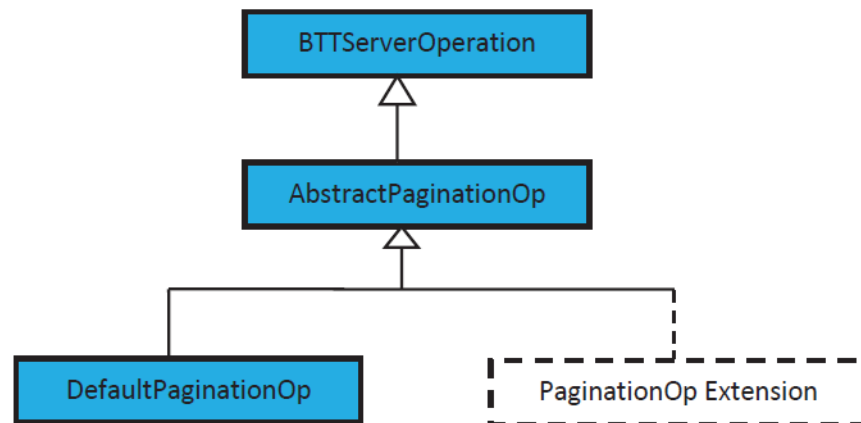 BTTServerOperation
AbstractPaginationOp
DefaultPaginationOp
PaginationOp Extension